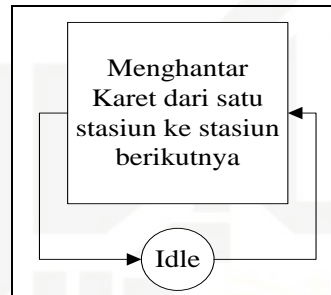 Menghantar
Karet dari satu
stasiun ke stasiun
berikutnya
Idle